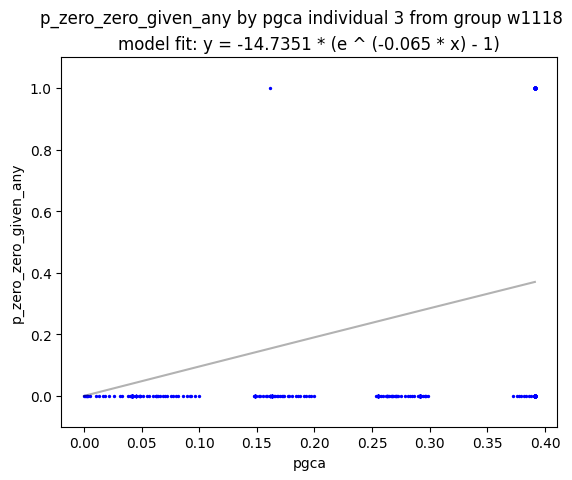 p_zero_zero_given_any by pgca individual 3 from group w1118
model fit: y = -14.7351 * (e ^ (-0.065 * x) - 1)
1.0
0.8
0.6
0.4
0.2
0.0
p_zero_zero_given_any
0.00 0.05 0.10 0.15 0.20 0.25 0.30 0.35 0.40
pgca